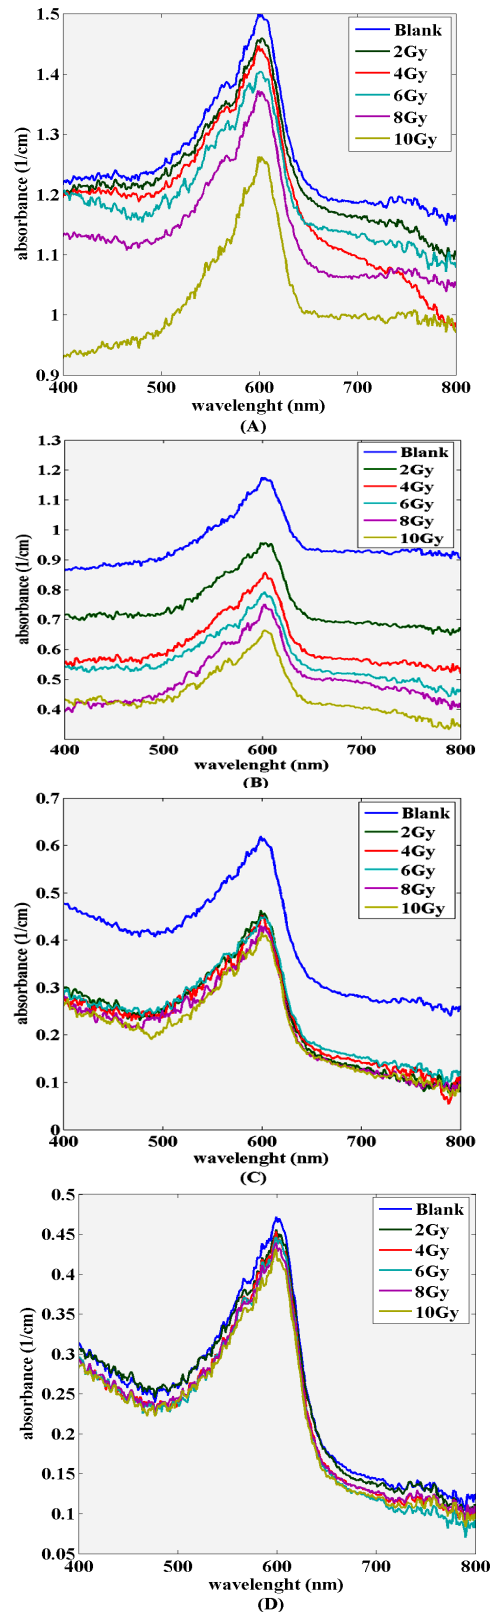 1.5
1.4
1.3
1.2
1.1
1
0.9
absorbance (1/cm)
Blank
2Gy
4Gy
6Gy
8Gy
10Gy
400 500 600 700 800
wavelenght (nm)
(A)
1.3
1.2
1.1
1
0.9
0.8
0.7
0.6
0.5
0.4
absorbance (1/cm)
Blank
2Gy
4Gy
6Gy
8Gy
10Gy
400 500 600 700 800
wavelenght (nm)
(B)
0.7
0.6
0.5
0.4
0.3
0.2
0.1
0
absorbance (1/cm)
Blank
2Gy
4Gy
6Gy
8Gy
10Gy
400 500 600 700 800
wavelenght (nm)
(C)
0.5
0.45
0.4
0.35
0.3
0.25
0.2
0.15
0.1
0.05
absorbance (1/cm)
Blank
2Gy
4Gy
6Gy
8Gy
10Gy
400 500 600 700 800
wavelenght (nm)
(D)